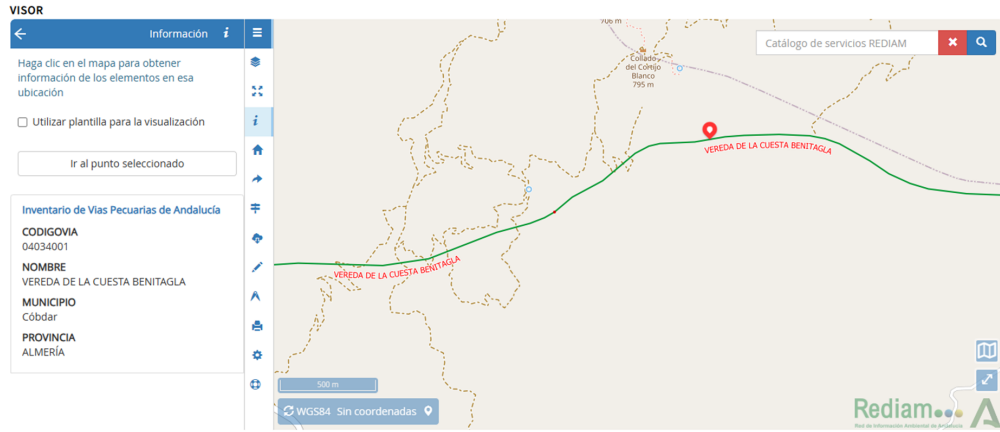 VISOR
Información
Haga clic en el mapa para obtener
información de los elementos en esa
ubicación
Utilizar plantilla para la visualización
Ir al punto seleccionado
Inventario de Vias Pecuarias de Andalucía
CODIGOVIA
04034001
NOMBRE
VEREDA DE LA CUESTA BENITAGLA
MUNICIPIO
Cóbdar
PROVINCIA
ALMERÍA
706 m
Collado
del Cortijo
Blanco
795 m
Catálogo de servicios REDIAM
VEREDA DE LA CUESTA BENITAGLA
VEREDA DE LA CUESTA BENITAGLA
500 m
WGS84 Sin coordenadas
Rediam
Red de Información Ambiental de Andalucía